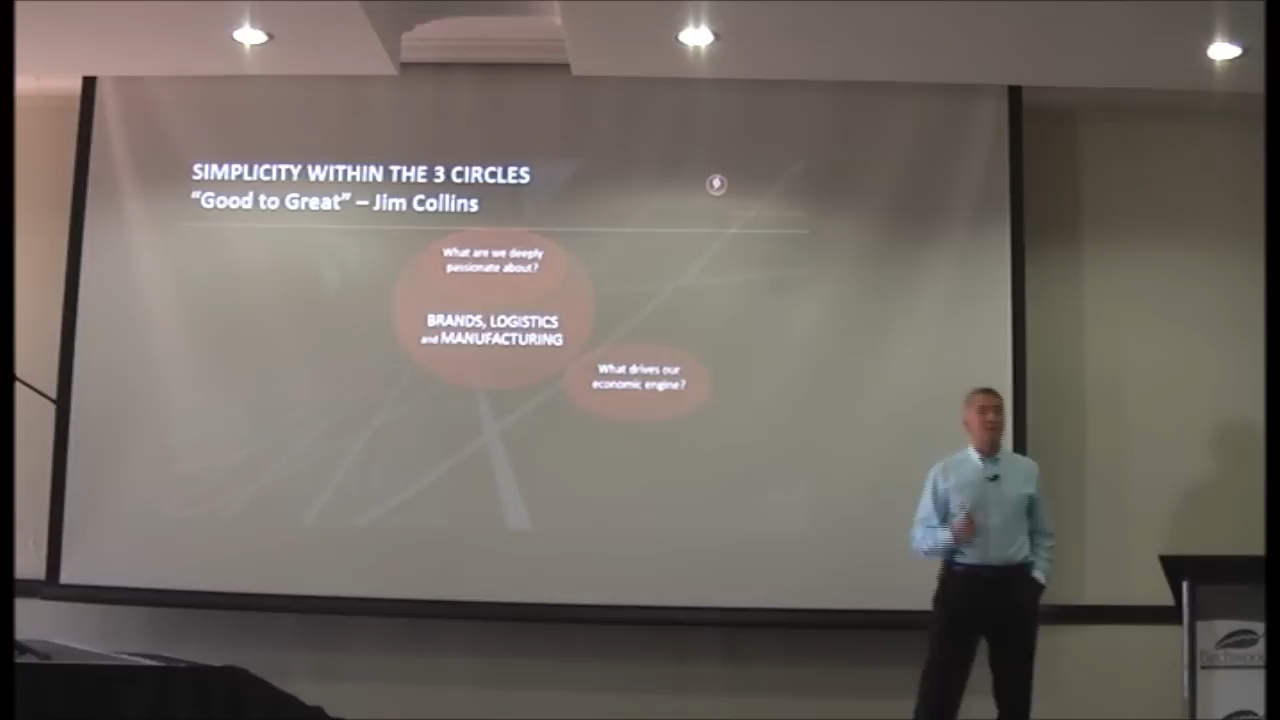 SIMPLICITY WITHIN THE 3 CIRCLES
“Good to Great” – Jim Collins
What are we deeply
passionate about?
BRANDS, LOGISTICS
and MANUFACTURING
What drives our
economic engine?